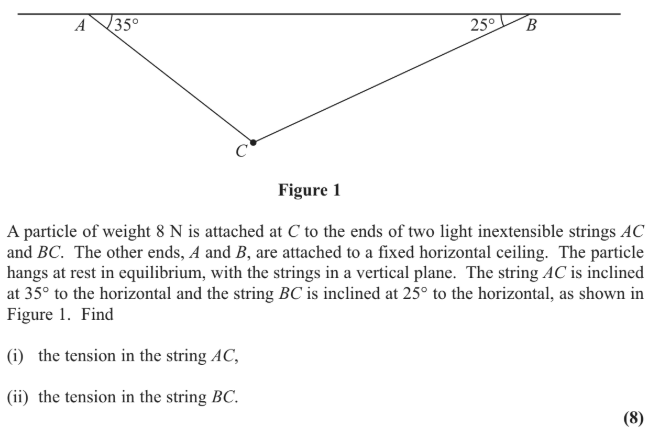 A 35° 25° B
C
Figure 1
A particle of weight 8 N is attached at C to the ends of two light inextensible strings AC
and BC. The other ends, A and B, are attached to a fixed horizontal ceiling. The particle
hangs at rest in equilibrium, with the strings in a vertical plane. The string AC is inclined
at 35° to the horizontal and the string BC is inclined at 25° to the horizontal, as shown in
Figure 1. Find
(i) the tension in the string AC,
(ii) the tension in the string BC.
(8)